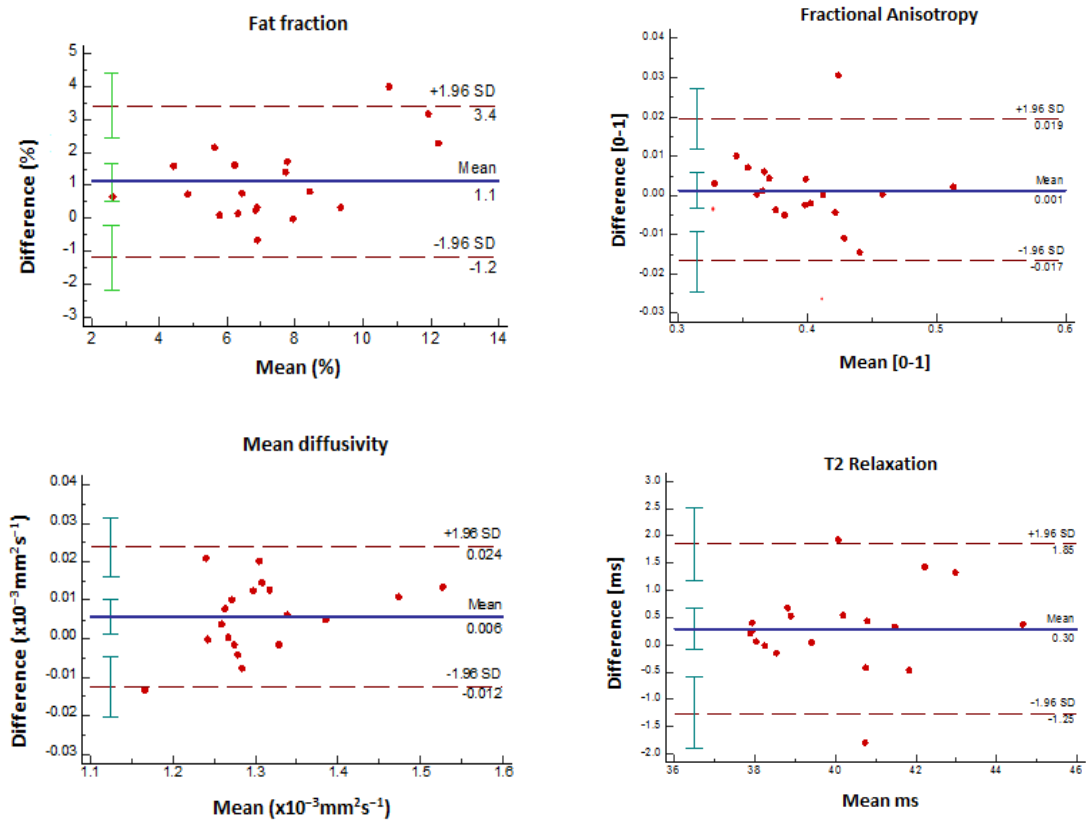 Fat fraction
5
4
3
2
1
0
-1
-2
-3
Difference (%)
+1.96 SD
3.4
Mean
1.1
-1.96 SD
-1.2
2 4 6 8 10 12 14
Mean (%)
Fractional Anisotropy
0.04
0.03
0.02
0.01
0.00
-0.01
-0.02
-0.03
Difference [0-1]
+1.96 SD
0.019
Mean
0.001
-1.96 SD
-0.017
0.3 0.4 0.5 0.6
Mean [0-1]
Mean diffusivity
0.04
0.03
0.02
0.01
0.00
-0.01
-0.02
-0.03
Difference (x10⁻³mm²s⁻¹)
+1.96 SD
0.024
Mean
0.006
-1.96 SD
-0.012
1.1 1.2 1.3 1.4 1.5 1.6
Mean (x10⁻³mm²s⁻¹)
T2 Relaxation
3.0
2.5
2.0
1.5
1.0
0.5
0.0
-0.5
-1.0
-1.5
-2.0
Difference [ms]
+1.96 SD
1.85
Mean
0.30
-1.96 SD
-1.25
36 38 40 42 44 46
Mean ms